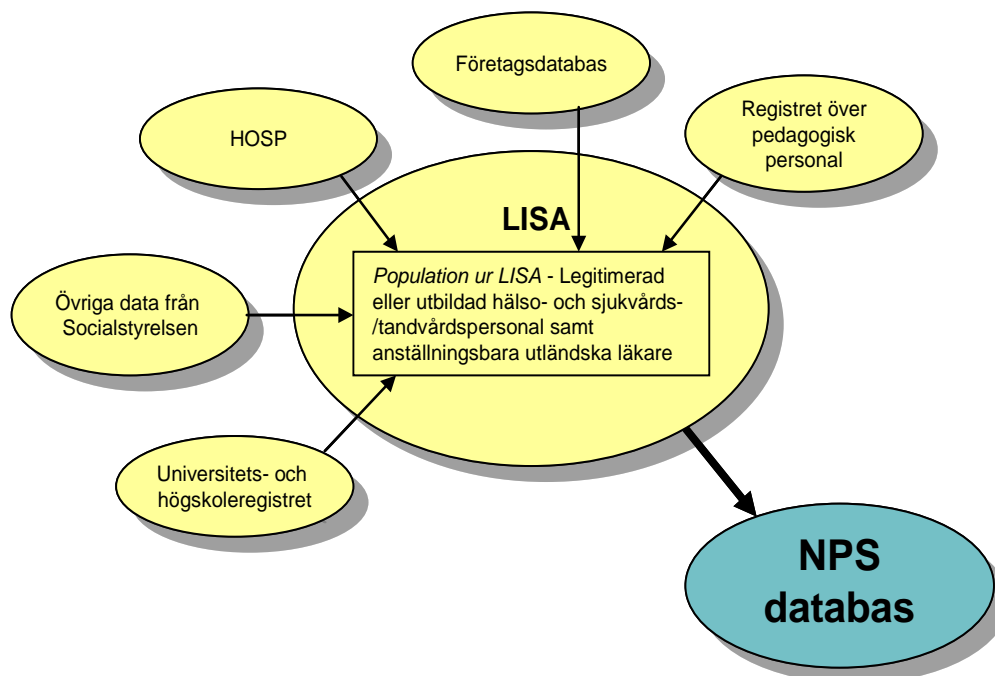 Företagsdatabas
HOSP
Registret över
pedagogisk
personal
LISA
Population ur LISA - Legitimerad
eller utbildad hälso- och sjukvårds-
/tandvårdspersonal samt
anställningsbara utländska läkare
Övriga data från
Socialstyrelsen
Universitets- och
högskoleregistret
NPS
databas